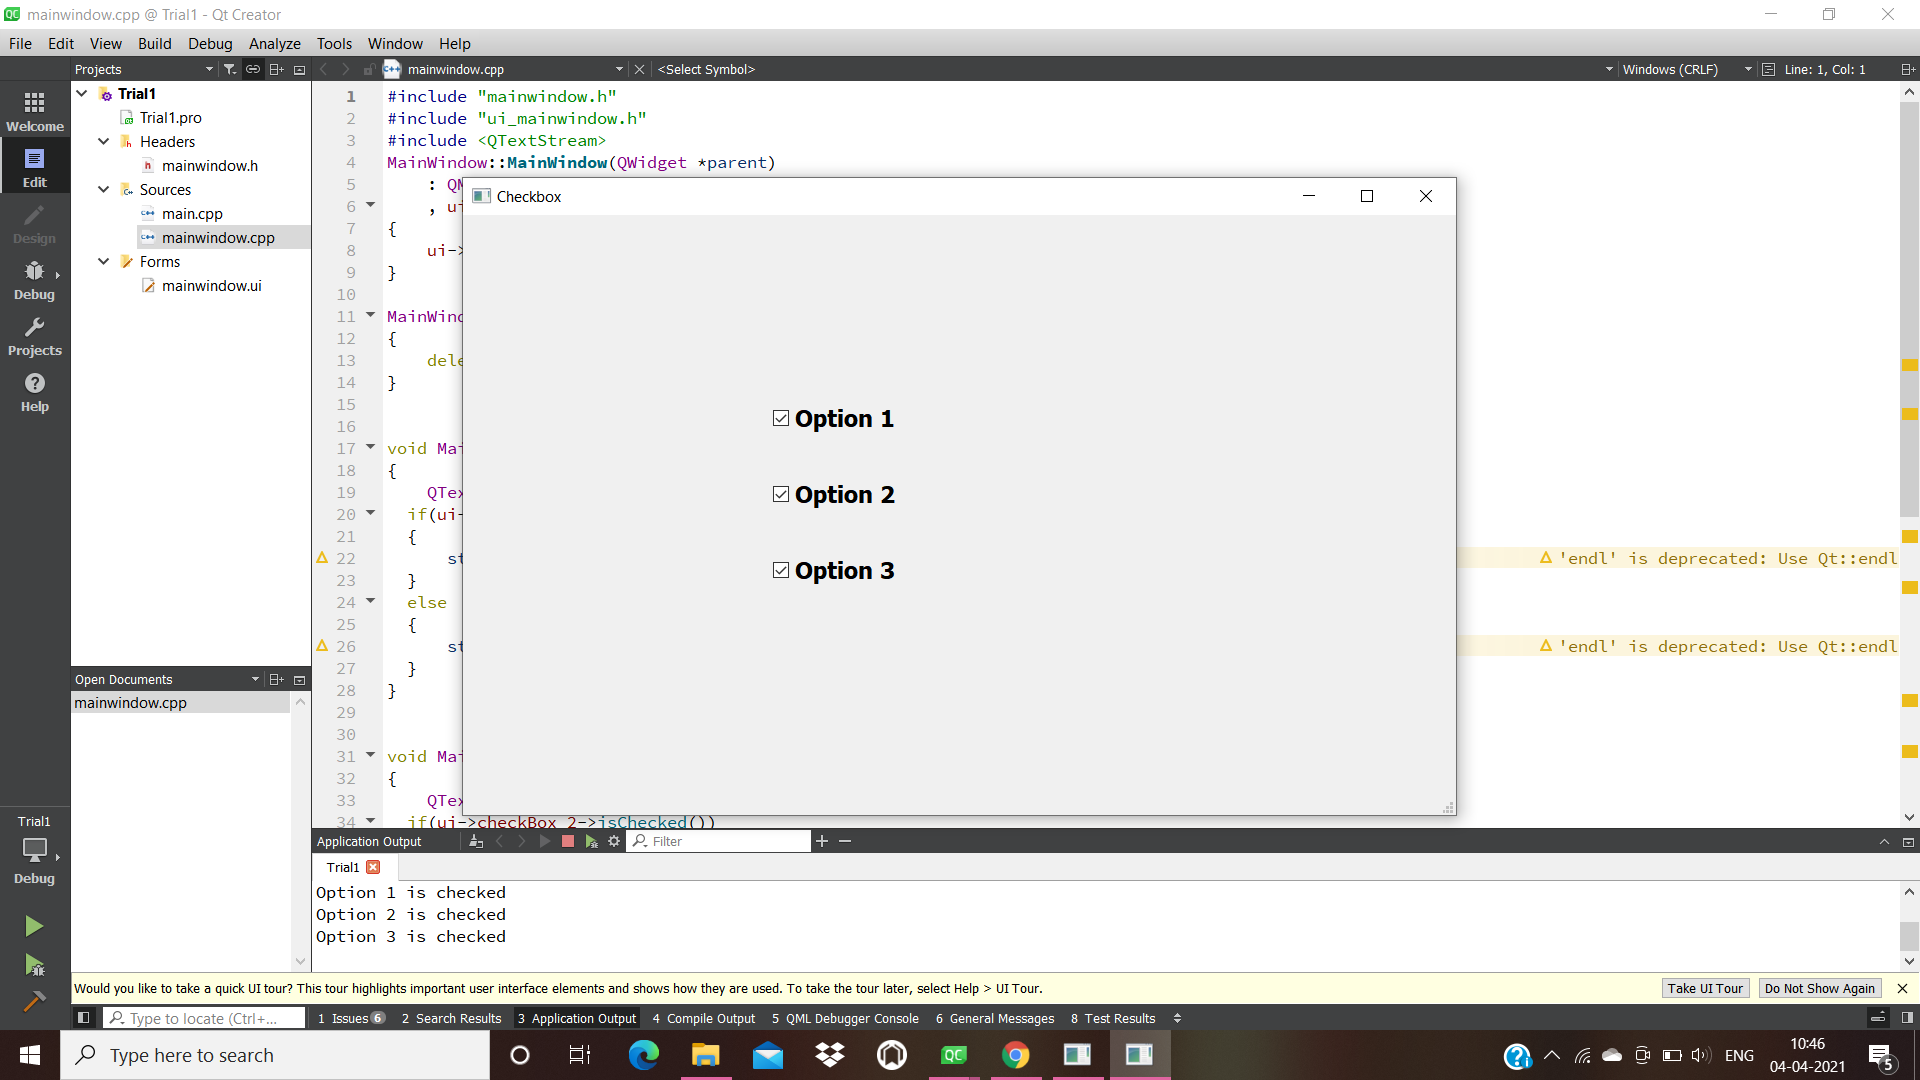 mainwindow.cpp @ Trial1 - Qt Creator
File Edit View Build Debug Analyze Tools Window Help
Projects mainwindow.cpp <Select Symbol> Windows (CRLF) Line: 1, Col: 1
Welcome
Edit
Design
Debug
Projects
Help
Trial1
Trial1.pro
Headers
mainwindow.h
Sources
main.cpp
mainwindow.cpp
Forms
mainwindow.ui
Open Documents
mainwindow.cpp
1 #include "mainwindow.h"
2 #include "ui_mainwindow.h"
3 #include <QTextStream>
4 MainWindow::MainWindow(QWidget *parent)
5 : QM
6 , ui
7 {
8 ui->
9 }
10
11 MainWind
12 {
13 dele
14 }
15
16
17 void Mai
18 {
19 QTex
20 if(ui-
21 {
22 st 'endl' is deprecated: Use Qt::endl
23 }
24 else
25 {
26 st 'endl' is deprecated: Use Qt::endl
27 }
28 }
29
30
31 void Mai
32 {
33 QTex
34 if(ui->checkBox_2->isChecked())
Checkbox
Option 1
Option 2
Option 3
Trial1
Debug
Application Output Filter
Trial1
Option 1 is checked
Option 2 is checked
Option 3 is checked
Would you like to take a quick UI tour? This tour highlights important user interface elements and shows how they are used. To take the tour later, select Help > UI Tour. Take UI Tour Do Not Show Again
Type to locate (Ctrl+... 1 Issues 6 2 Search Results 3 Application Output 4 Compile Output 5 QML Debugger Console 6 General Messages 8 Test Results
Type here to search
QC
ENG
10:46
04-04-2021
5